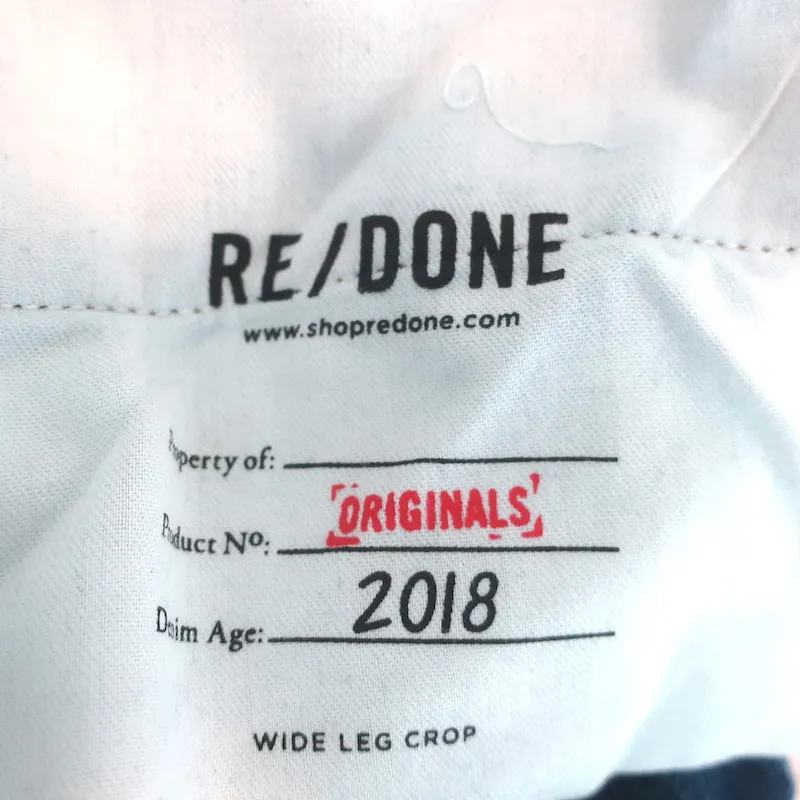 RE/DONE
www.shopredone.com
Property of:
ORIGINALS
Product Nº:
2018
Denim Age:
WIDE LEG CROP